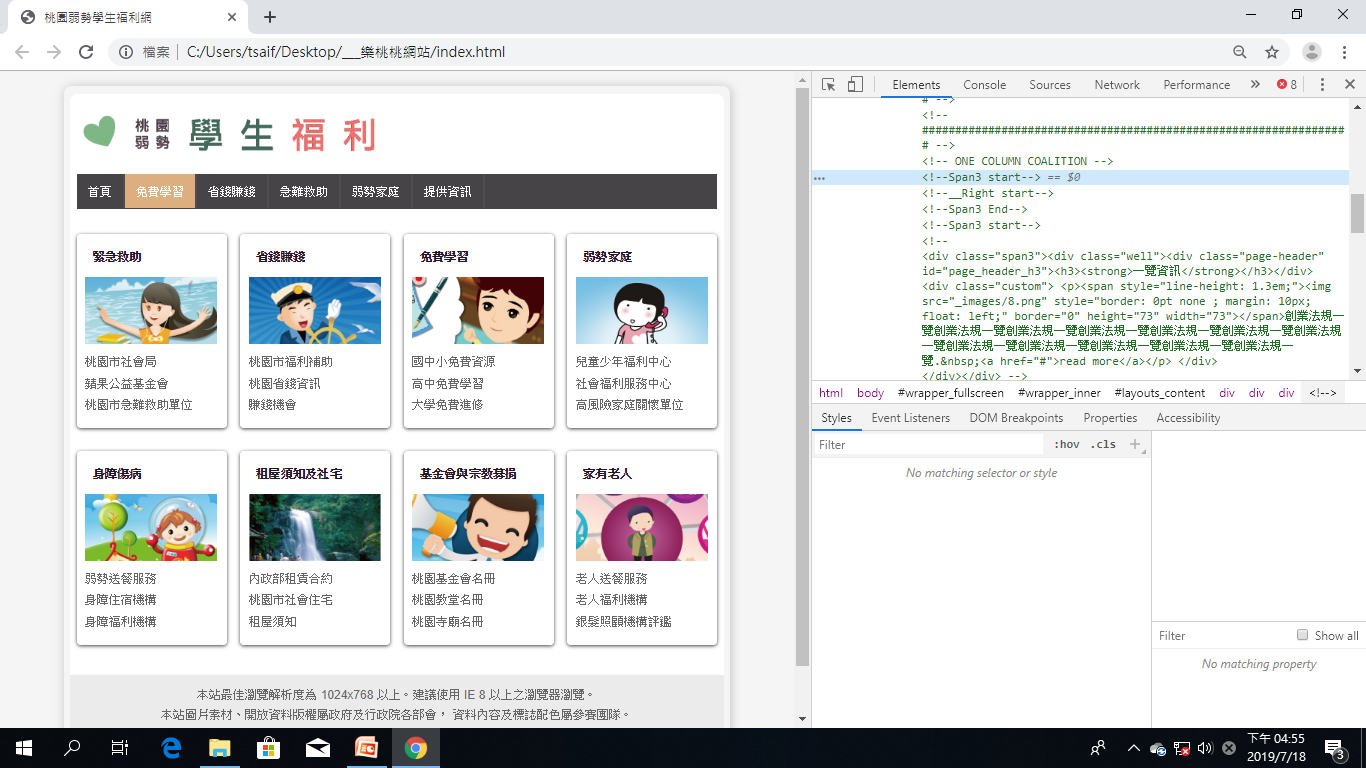 桃園弱勢學生福利網
檔案 C:/Users/tsaif/Desktop/___樂桃桃網站/index.html
桃園
弱勢
學生福利
首頁 免費學習 省錢賺錢 急難救助 弱勢家庭 提供資訊
緊急救助 省錢賺錢 免費學習 弱勢家庭
桃園市社會局 桃園市福利補助 國中小免費資源 兒童少年福利中心
蘋果公益基金會 桃園省錢資訊 高中免費學習 社會福利服務中心
桃園市急難救助單位 賺錢機會 大學免費進修 高風險家庭關懷單位
身障傷病 租屋須知及社宅 基金會與宗教募捐 家有老人
弱勢送餐服務 內政部租賃合約 桃園基金會名冊 老人送餐服務
身障住宿機構 桃園市社會住宅 桃園教堂名冊 老人福利機構
身障福利機構 租屋須知 桃園寺廟名冊 銀髮照顧機構評鑑
本站最佳瀏覽解析度為 1024x768 以上。建議使用 IE 8 以上之瀏覽器瀏覽。
本站圖片素材、開放資料版權屬政府及行政院各部會， 資料內容及標誌配色屬參賽團隊。
Elements Console Sources Network Performance » 8
# -->
<!--
################################################################
# -->
<!-- ONE COLUMN COALITION -->
<!--Span3 start--> == $0
<!--__Right start-->
<!--Span3 End-->
<!--Span3 start-->
<!--
<div class="span3"><div class="well"><div class="page-header"
id="page_header_h3"><h3><strong>一覽資訊</strong></h3></div>
<div class="custom"> <p><span style="line-height: 1.3em;"><img
src="_images/8.png" style="border: 0pt none ; margin: 10px;
float: left;" border="0" height="73" width="73"></span>創業法規一
覽創業法規一覽創業法規一覽創業法規一覽創業法規一覽創業法規一覽創業法規
一覽創業法規一覽創業法規一覽創業法規一覽創業法規一覽創業法規一
覽.&nbsp;<a href="#">read more</a></p> </div>
</div></div> -->
html body #wrapper_fullscreen #wrapper_inner #layouts_content div div div <!-->
Styles Event Listeners DOM Breakpoints Properties Accessibility
Filter :hov .cls +
No matching selector or style
Filter Show all
No matching property
下午 04:55
2019/7/18
3